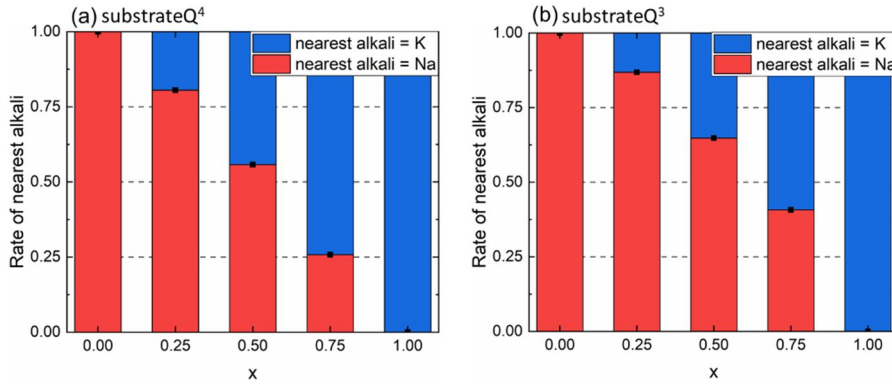 (a) substrateQ⁴
Rate of nearest alkali
1.00
0.75
0.50
0.25
0.00
nearest alkali = K
nearest alkali = Na
0.00 0.25 0.50 0.75 1.00
x
(b) substrateQ³
Rate of nearest alkali
1.00
0.75
0.50
0.25
0.00
nearest alkali = K
nearest alkali = Na
0.00 0.25 0.50 0.75 1.00
x